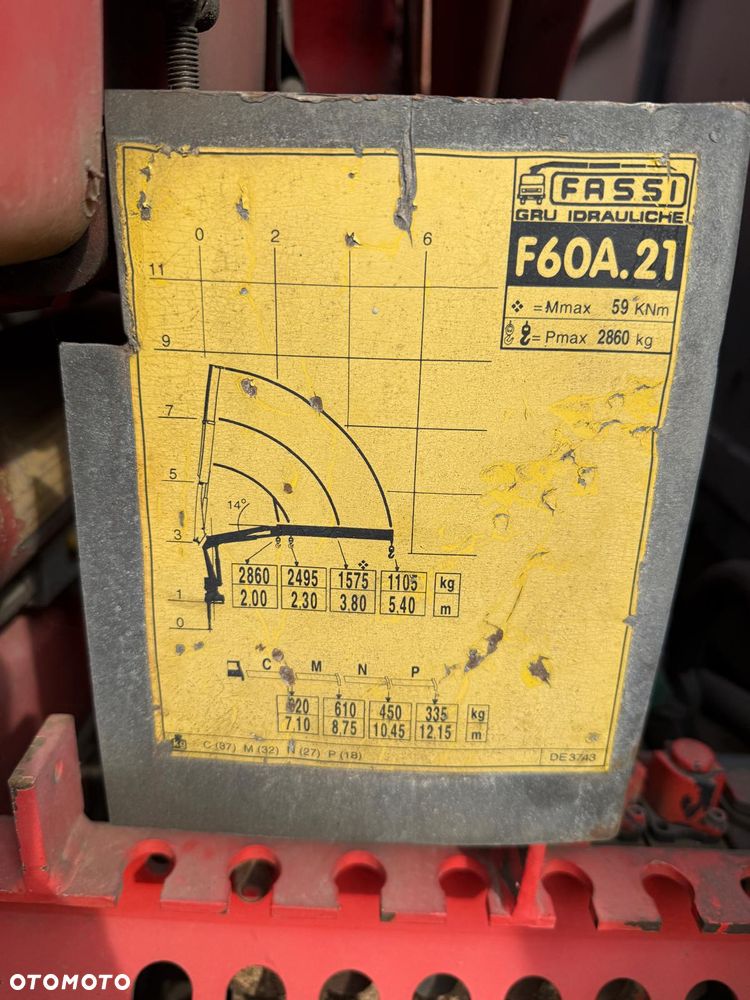 FASSI
GRU IDRAULICHE
F60A.21
= Mmax 59 KNm
= Pmax 2860 kg
0 2 6
11
9
7
5
3
1
0
14°
2860 2495 1575 1105 kg
2.00 2.30 3.80 5.40 m
C M N P
610 450 335 kg
7.10 8.75 10.45 12.15 m
kg C (37) M (32) N (27) P (18)
DE 3743
OTOMOTO